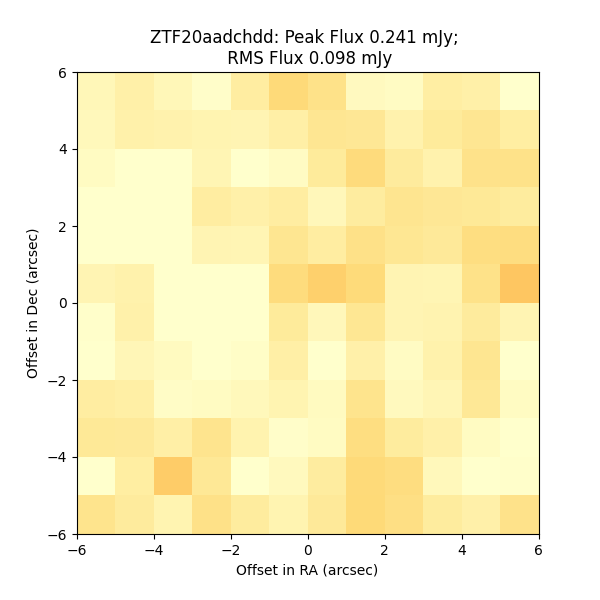 ZTF20aadchdd: Peak Flux 0.241 mJy;
RMS Flux 0.098 mJy
6
4
2
0
−2
−4
−6
Offset in Dec (arcsec)
−6 −4 −2 0 2 4 6
Offset in RA (arcsec)